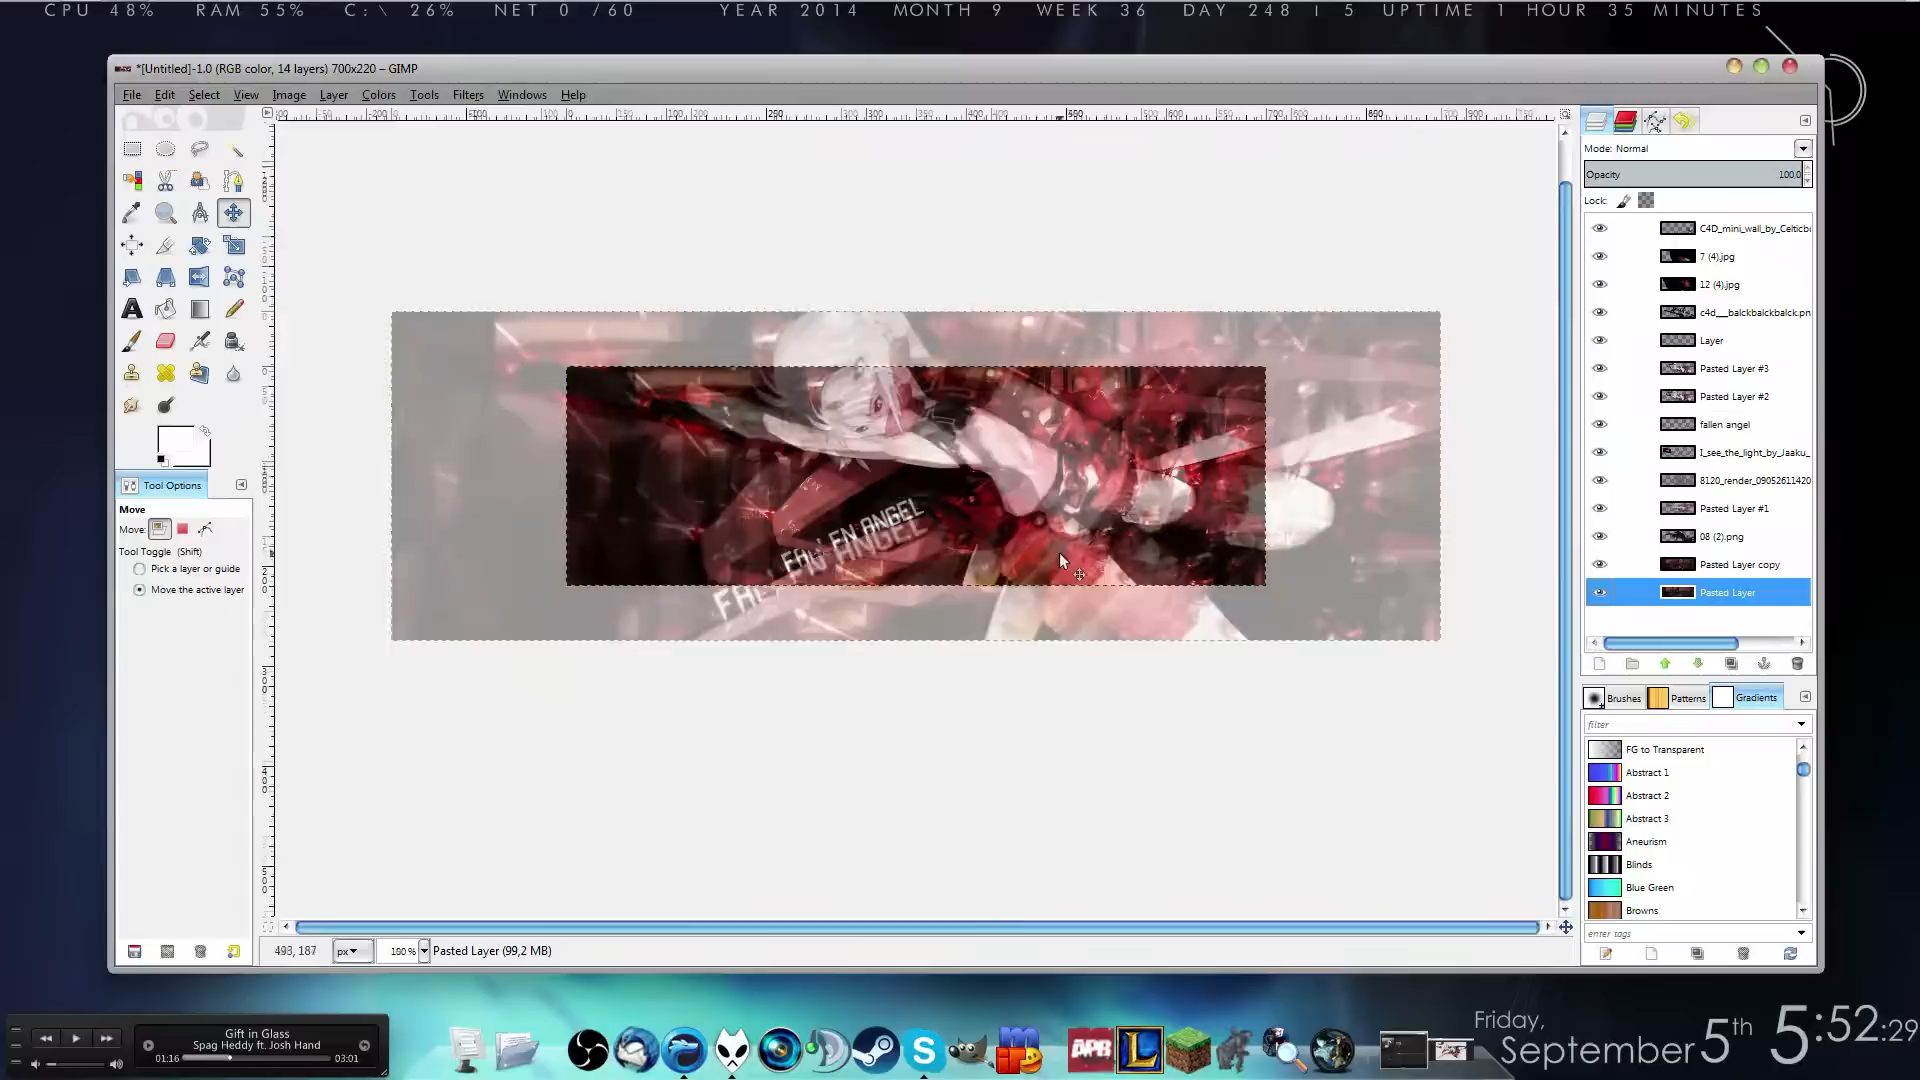 CPU 48% RAM 55% C:\ 26% NET 0 /60 YEAR 2014 MONTH 9 WEEK 36 DAY 248 | 5 UPTIME 1 HOUR 35 MINUTES
*[Untitled]-1.0 (RGB color, 14 layers) 700x220 – GIMP
File Edit Select View Image Layer Colors Tools Filters Windows Help
Mode: Normal
Opacity 100,0
Lock:
C4D_mini_wall_by_Celticb
7 (4).jpg
12 (4).jpg
c4d__balckbaickbalck.pn
Layer
Pasted Layer #3
Pasted Layer #2
fallen angel
I_see_the_light_by_Jaaku_
8120_render_09052611420
Pasted Layer #1
08 (2).png
Pasted Layer copy
Pasted Layer
Tool Options
Move
Move:
Tool Toggle (Shift)
Pick a layer or guide
Move the active layer
FALLEN ANGEL
Brushes Patterns Gradients
filter
FG to Transparent
Abstract 1
Abstract 2
Abstract 3
Aneurism
Blinds
Blue Green
Browns
enter tags
493, 187 px 100 % Pasted Layer (99,2 MB)
Gift in Glass
Spag Heddy ft. Josh Hand
01:16 03:01
APR
Friday,
September 5th 5:52:29